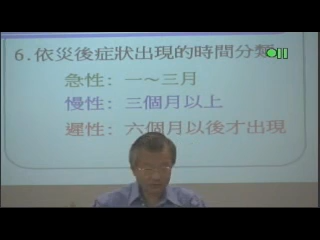 6.依災後症狀出現的時間分類
急性: 一～三月
慢性: 三個月以上
遲性: 六個月以後才出現